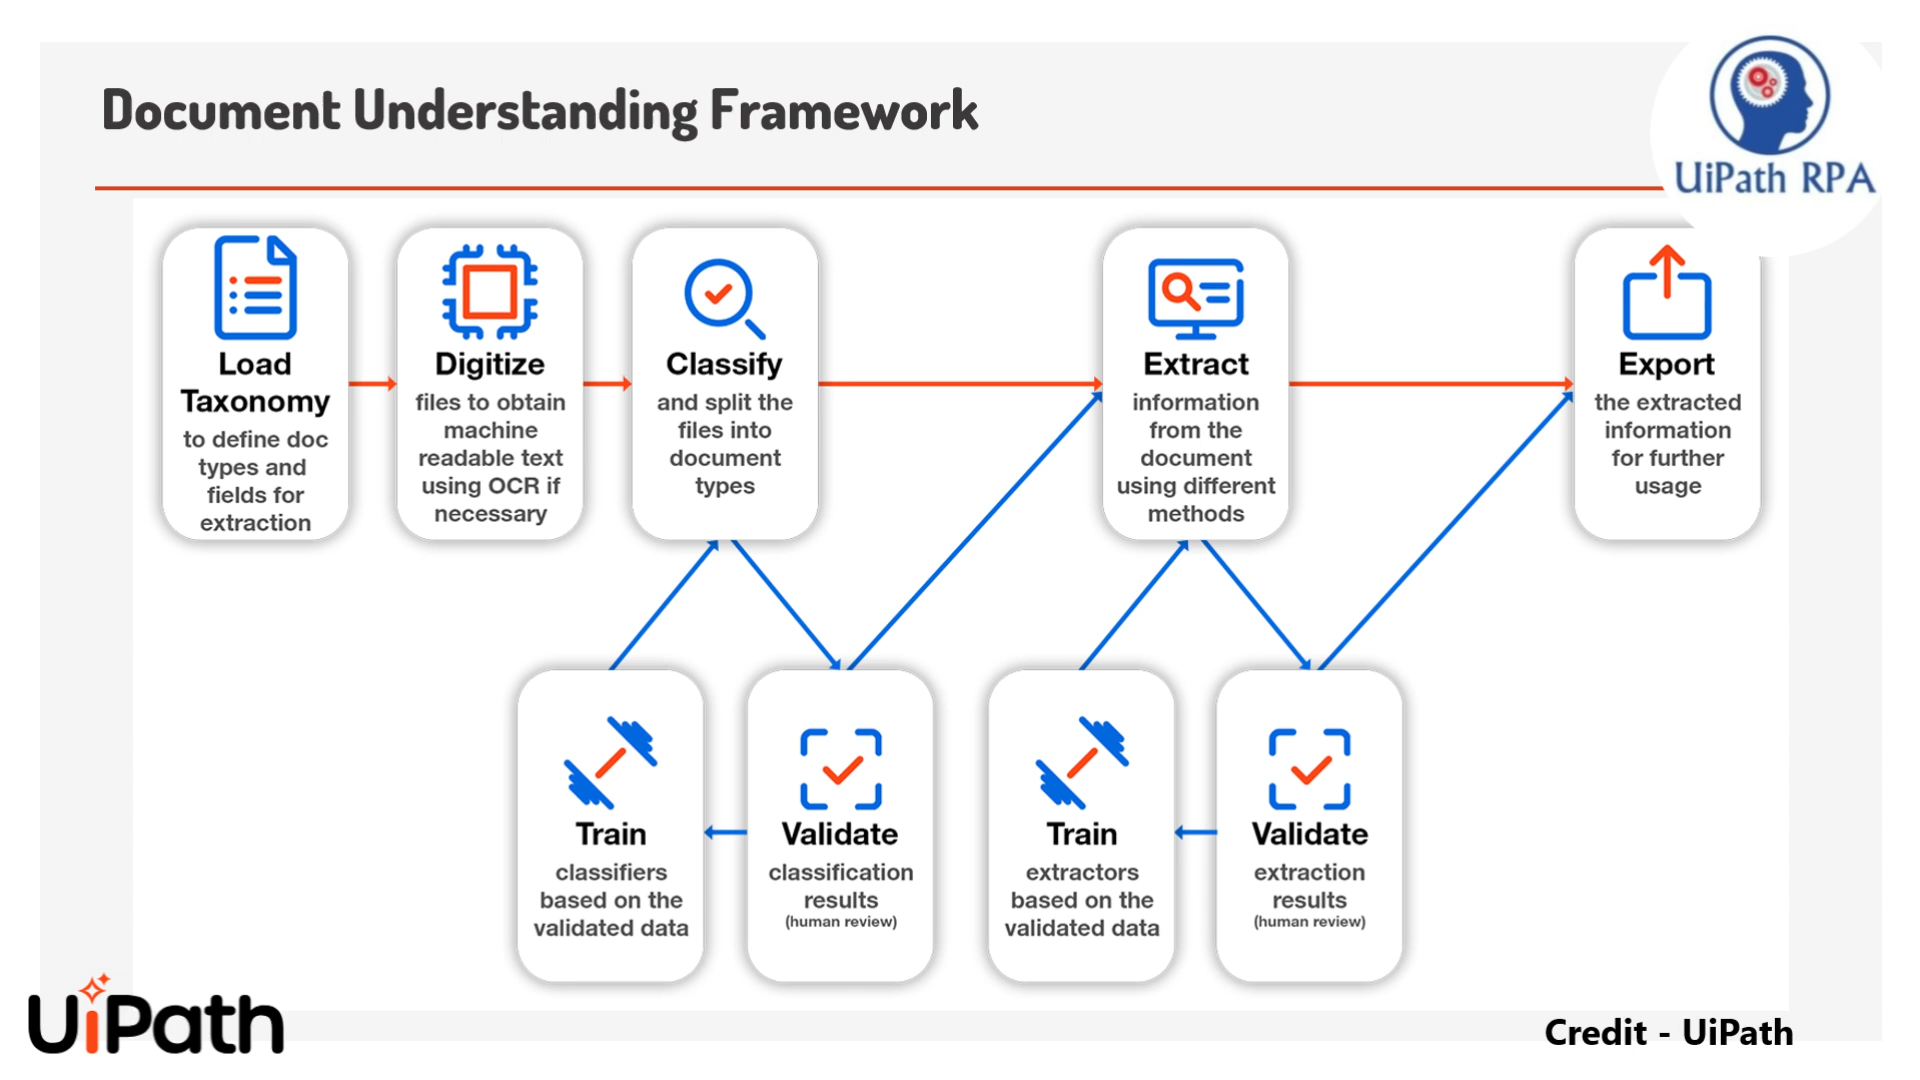 Document Understanding Framework
UiPath RPA
Load
Taxonomy
to define doc
types and
fields for
extraction
Digitize
files to obtain
machine
readable text
using OCR if
necessary
Classify
and split the
files into
document
types
Extract
information
from the
document
using different
methods
Export
the extracted
information
for further
usage
Train
classifiers
based on the
validated data
Validate
classification
results
(human review)
Train
extractors
based on the
validated data
Validate
extraction
results
(human review)
UiPath
Credit - UiPath